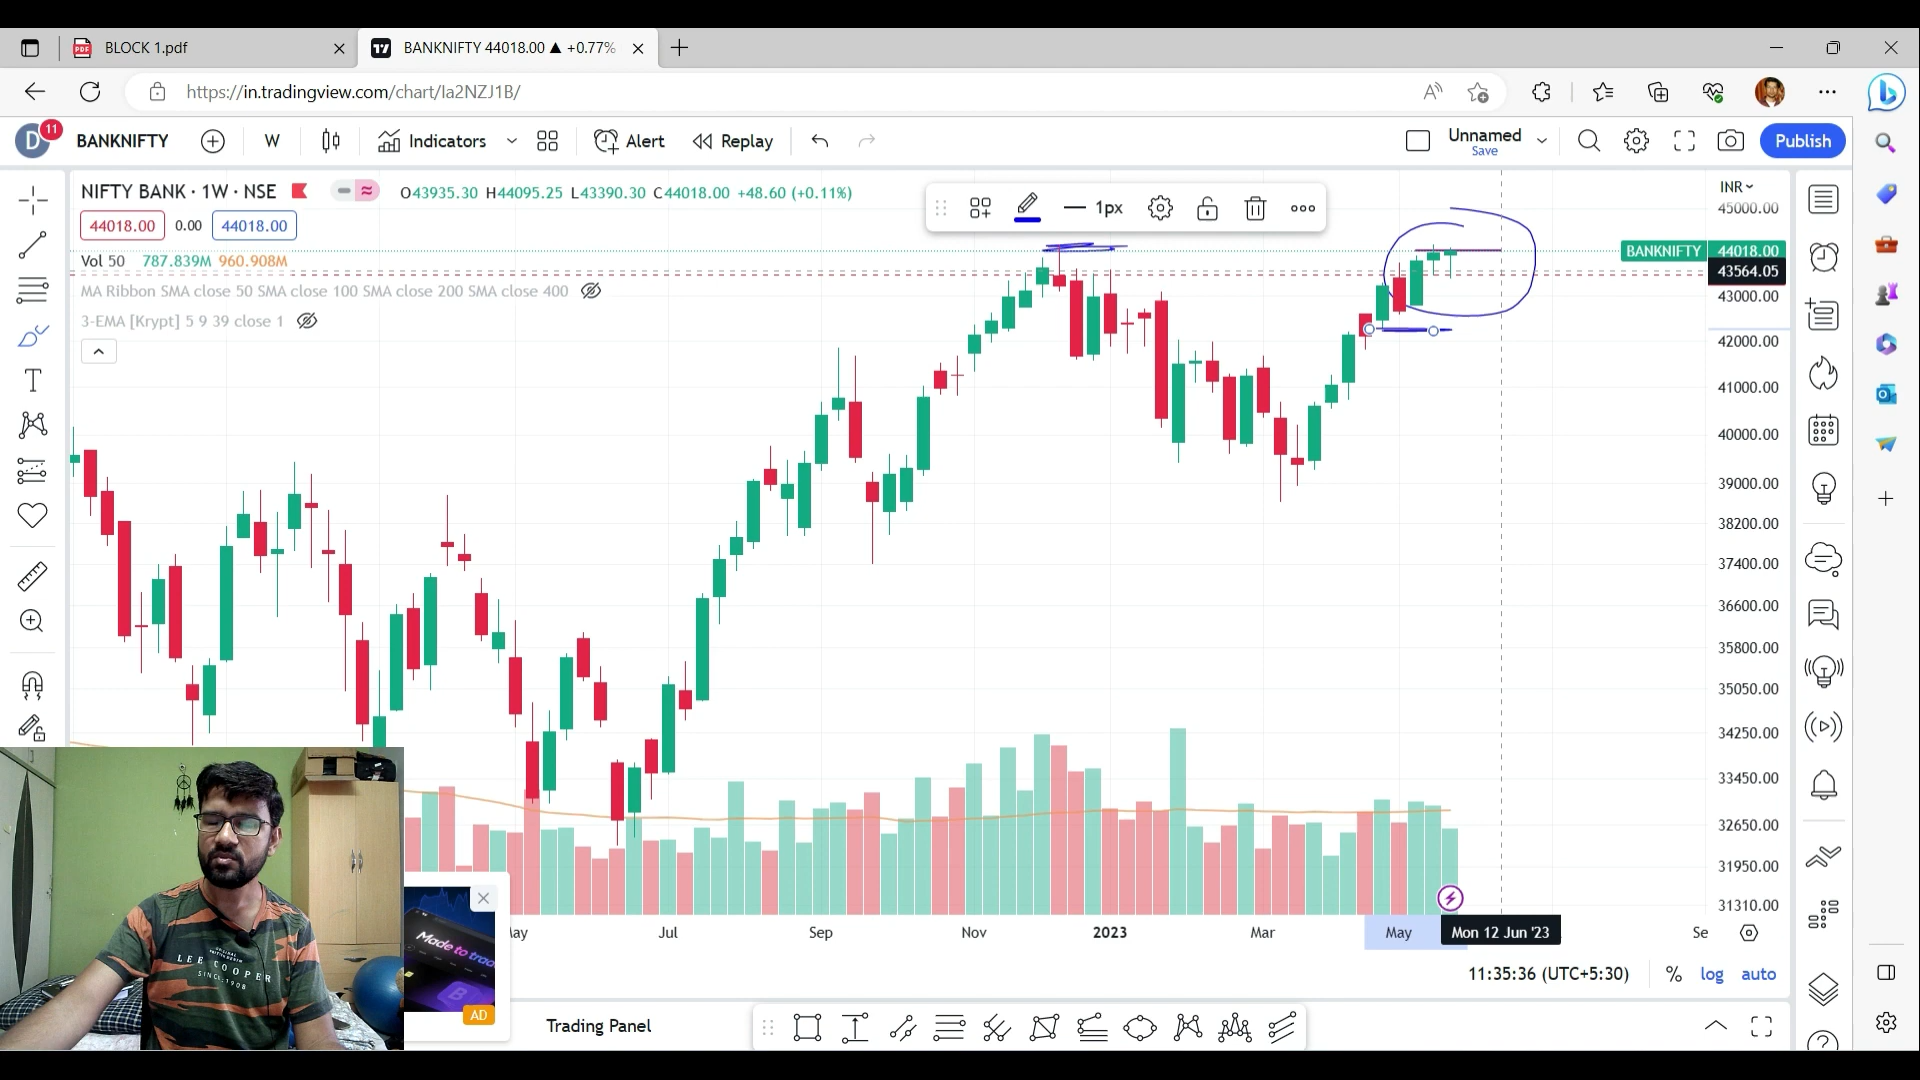 BLOCK 1.pdf
BANKNIFTY 44018.00 ▲ +0.77%
https://in.tradingview.com/chart/Ia2NZJ1B/
D 11
BANKNIFTY
W
Indicators
Alert
Replay
Unnamed
Save
Publish
NIFTY BANK · 1W · NSE
O43935.30 H44095.25 L43390.30 C44018.00 +48.60 (+0.11%)
44018.00 0.00 44018.00
Vol 50 787.839M 960.908M
MA Ribbon SMA close 50 SMA close 100 SMA close 200 SMA close 400
3-EMA [Krypt] 5 9 39 close 1
1px
INR
45000.00
BANKNIFTY 44018.00
43564.05
43000.00
42000.00
41000.00
40000.00
39000.00
38200.00
37400.00
36600.00
35800.00
35050.00
34250.00
33450.00
32650.00
31950.00
31310.00
Jul Sep Nov 2023 Mar May Mon 12 Jun '23 Se
11:35:36 (UTC+5:30) % log auto
LEE COOPER
SINCE 1908
Made to trad
AD
Trading Panel